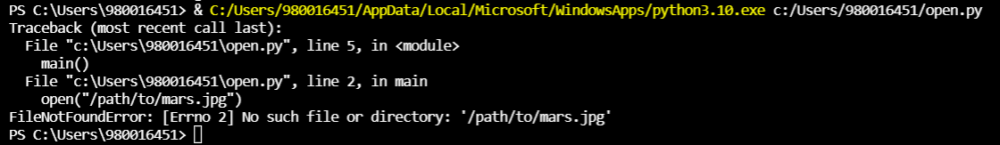 PS C:\Users\980016451> & C:/Users/980016451/AppData/Local/Microsoft/WindowsApps/python3.10.exe c:/Users/980016451/open.py
Traceback (most recent call last):
  File "c:\Users\980016451\open.py", line 5, in <module>
    main()
  File "c:\Users\980016451\open.py", line 2, in main
    open("/path/to/mars.jpg")
FileNotFoundError: [Errno 2] No such file or directory: '/path/to/mars.jpg'
PS C:\Users\980016451>